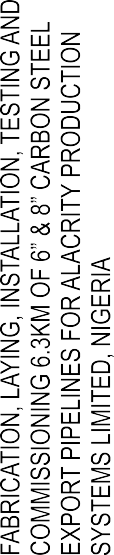 FABRICATION, LAYING, INSTALLATION, TESTING AND
COMMISSIONING 6.3KM OF 6” & 8” CARBON STEEL
EXPORT PIPELINES FOR ALACRITY PRODUCTION
SYSTEMS LIMITED, NIGERIA